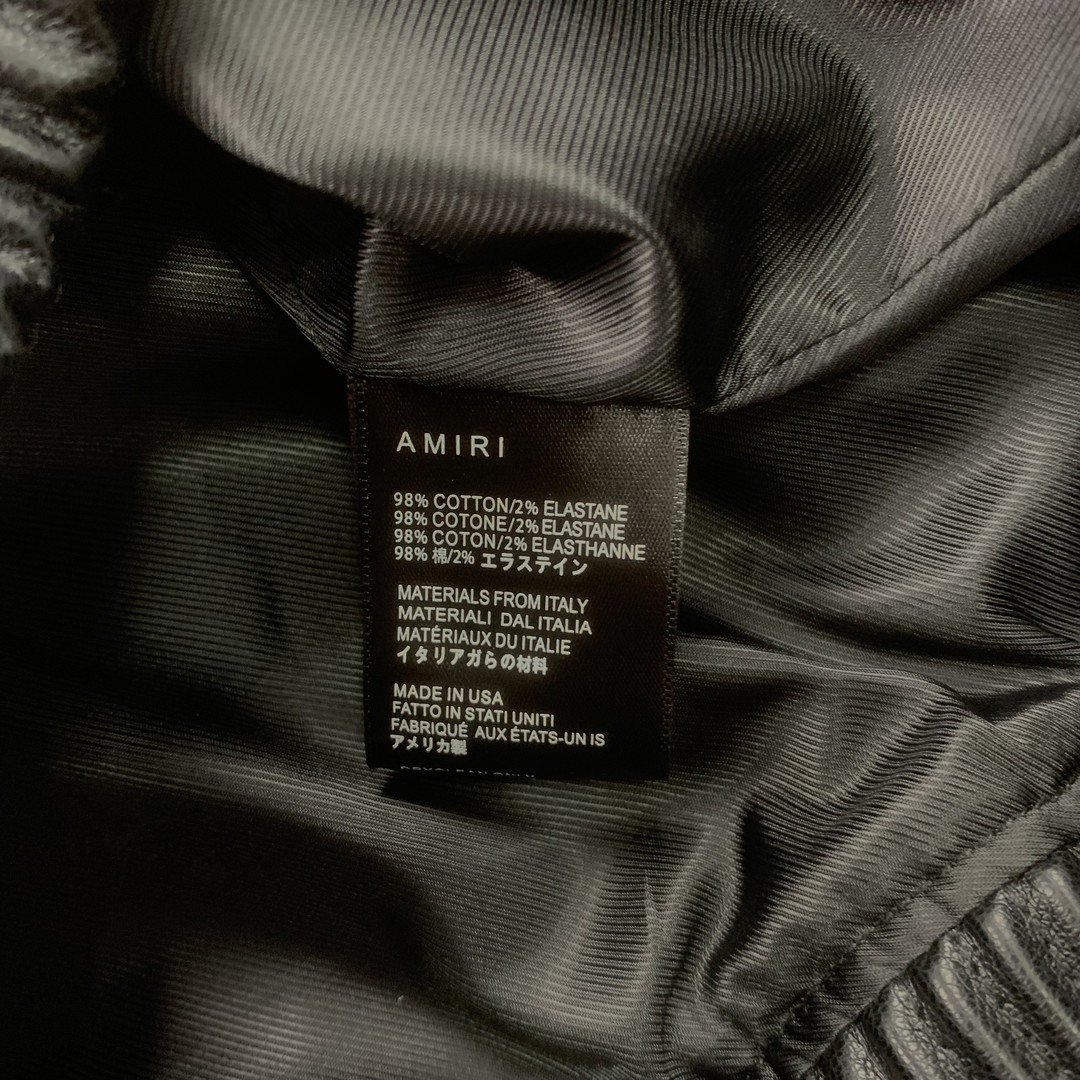 AMIRI
98% COTTON/2% ELASTANE
98% COTONE/2% ELASTANE
98% COTON/2% ELASTHANNE
98% 棉/2% エラステイン
MATERIALS FROM ITALY
MATERIALI DAL ITALIA
MATÉRIAUX DU ITALIE
イタリアガらの材料
MADE IN USA
FATTO IN STATI UNITI
FABRIQUÉ AUX ÉTATS-UN IS
アメリカ製
DRYCLEAN ONLY